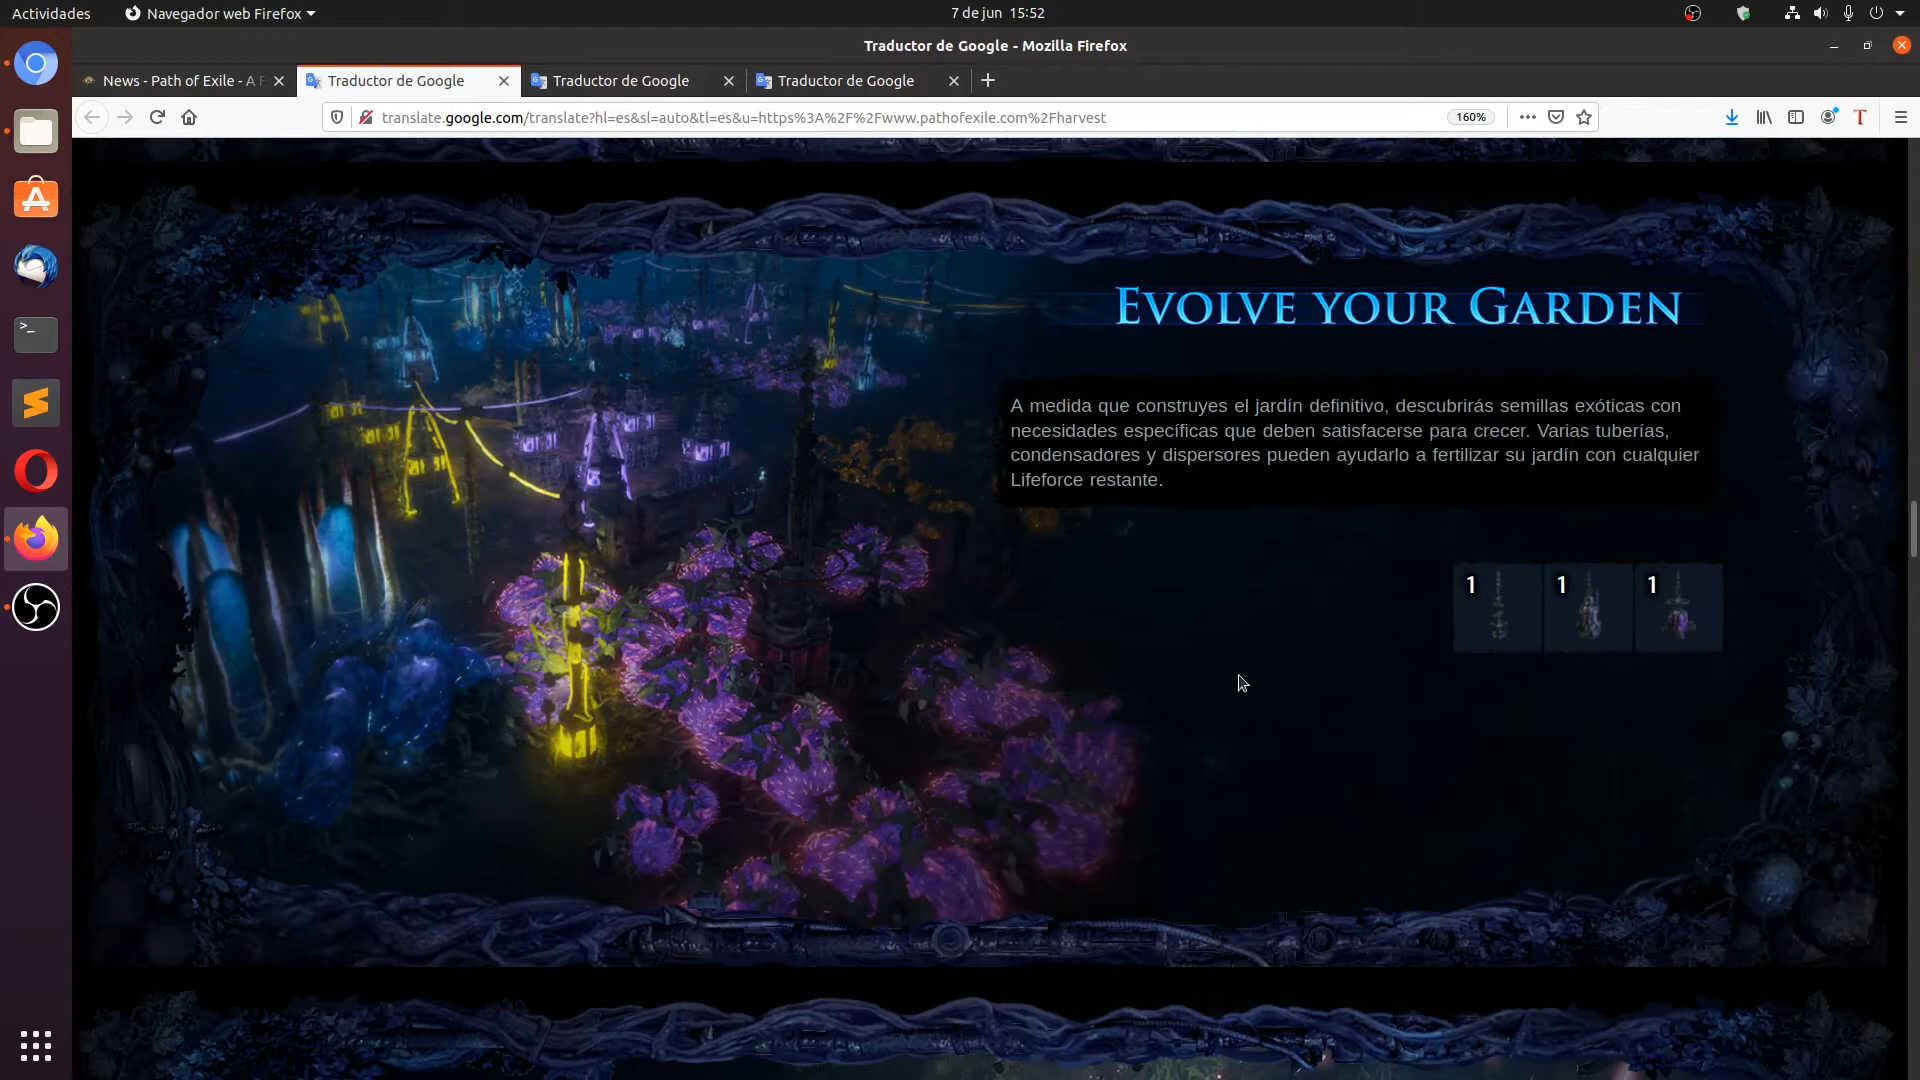 Actividades
Navegador web Firefox
7 de jun 15:52
Traductor de Google - Mozilla Firefox
News - Path of Exile - A F
Traductor de Google
Traductor de Google
Traductor de Google
translate.google.com/translate?hl=es&sl=auto&tl=es&u=https%3A%2F%2Fwww.pathofexile.com%2Fharvest
160%
EVOLVE YOUR GARDEN
A medida que construyes el jardín definitivo, descubrirás semillas exóticas con
necesidades específicas que deben satisfacerse para crecer. Varias tuberías,
condensadores y dispersores pueden ayudarlo a fertilizar su jardín con cualquier
Lifeforce restante.
1 1 1